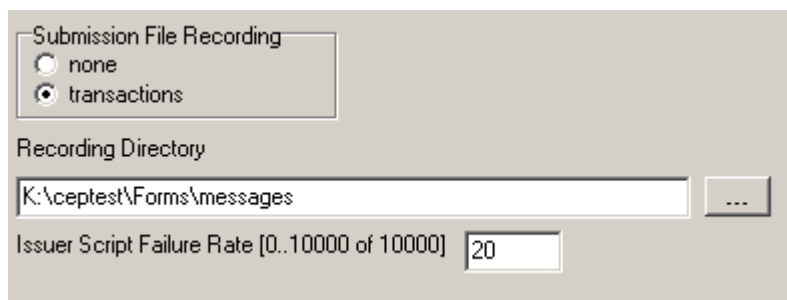 Submission File Recording
none
transactions
Recording Directory
K:\ceptest\Forms\messages
...
Issuer Script Failure Rate [0..10000 of 10000] 20